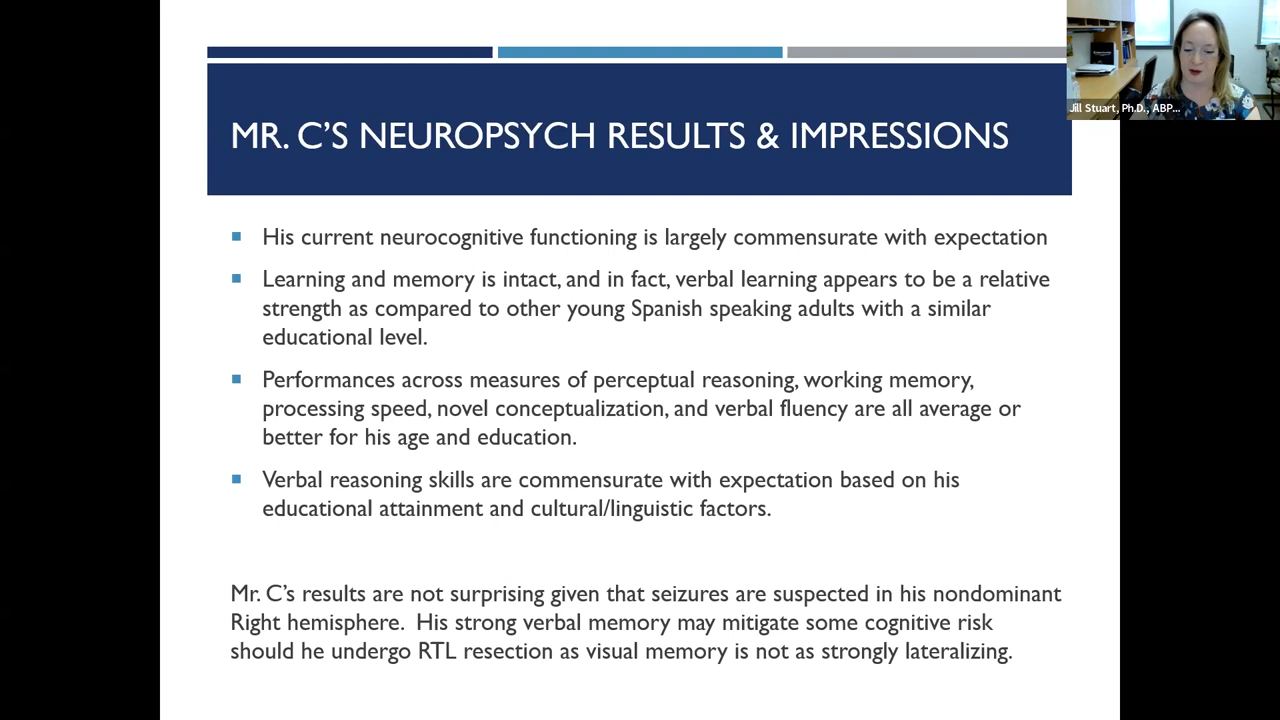 Jill Stuart, Ph.D., ABP...
MR. C’S NEUROPSYCH RESULTS & IMPRESSIONS
His current neurocognitive functioning is largely commensurate with expectation
Learning and memory is intact, and in fact, verbal learning appears to be a relative
strength as compared to other young Spanish speaking adults with a similar
educational level.
Performances across measures of perceptual reasoning, working memory,
processing speed, novel conceptualization, and verbal fluency are all average or
better for his age and education.
Verbal reasoning skills are commensurate with expectation based on his
educational attainment and cultural/linguistic factors.
Mr. C’s results are not surprising given that seizures are suspected in his nondominant
Right hemisphere. His strong verbal memory may mitigate some cognitive risk
should he undergo RTL resection as visual memory is not as strongly lateralizing.